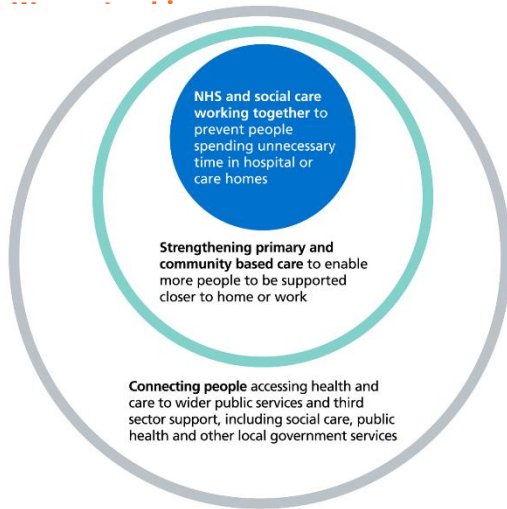 NHS and social care
working together to
prevent people
spending unnecessary
time in hospital or
care homes
Strengthening primary and
community based care to enable
more people to be supported
closer to home or work
Connecting people accessing health and
care to wider public services and third
sector support, including social care, public
health and other local government services